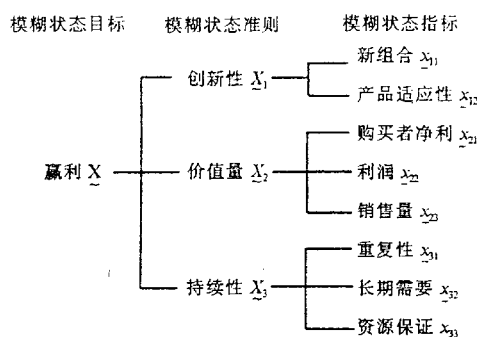 模糊状态目标 模糊状态准则 模糊状态指标
新组合 x11
创新性 X1
产品适应性 x12
购买者净利 x21
赢利 X 价值量 X2 利润 x22
销售量 x23
重复性 x31
持续性 X3 长期需要 x32
资源保证 x33